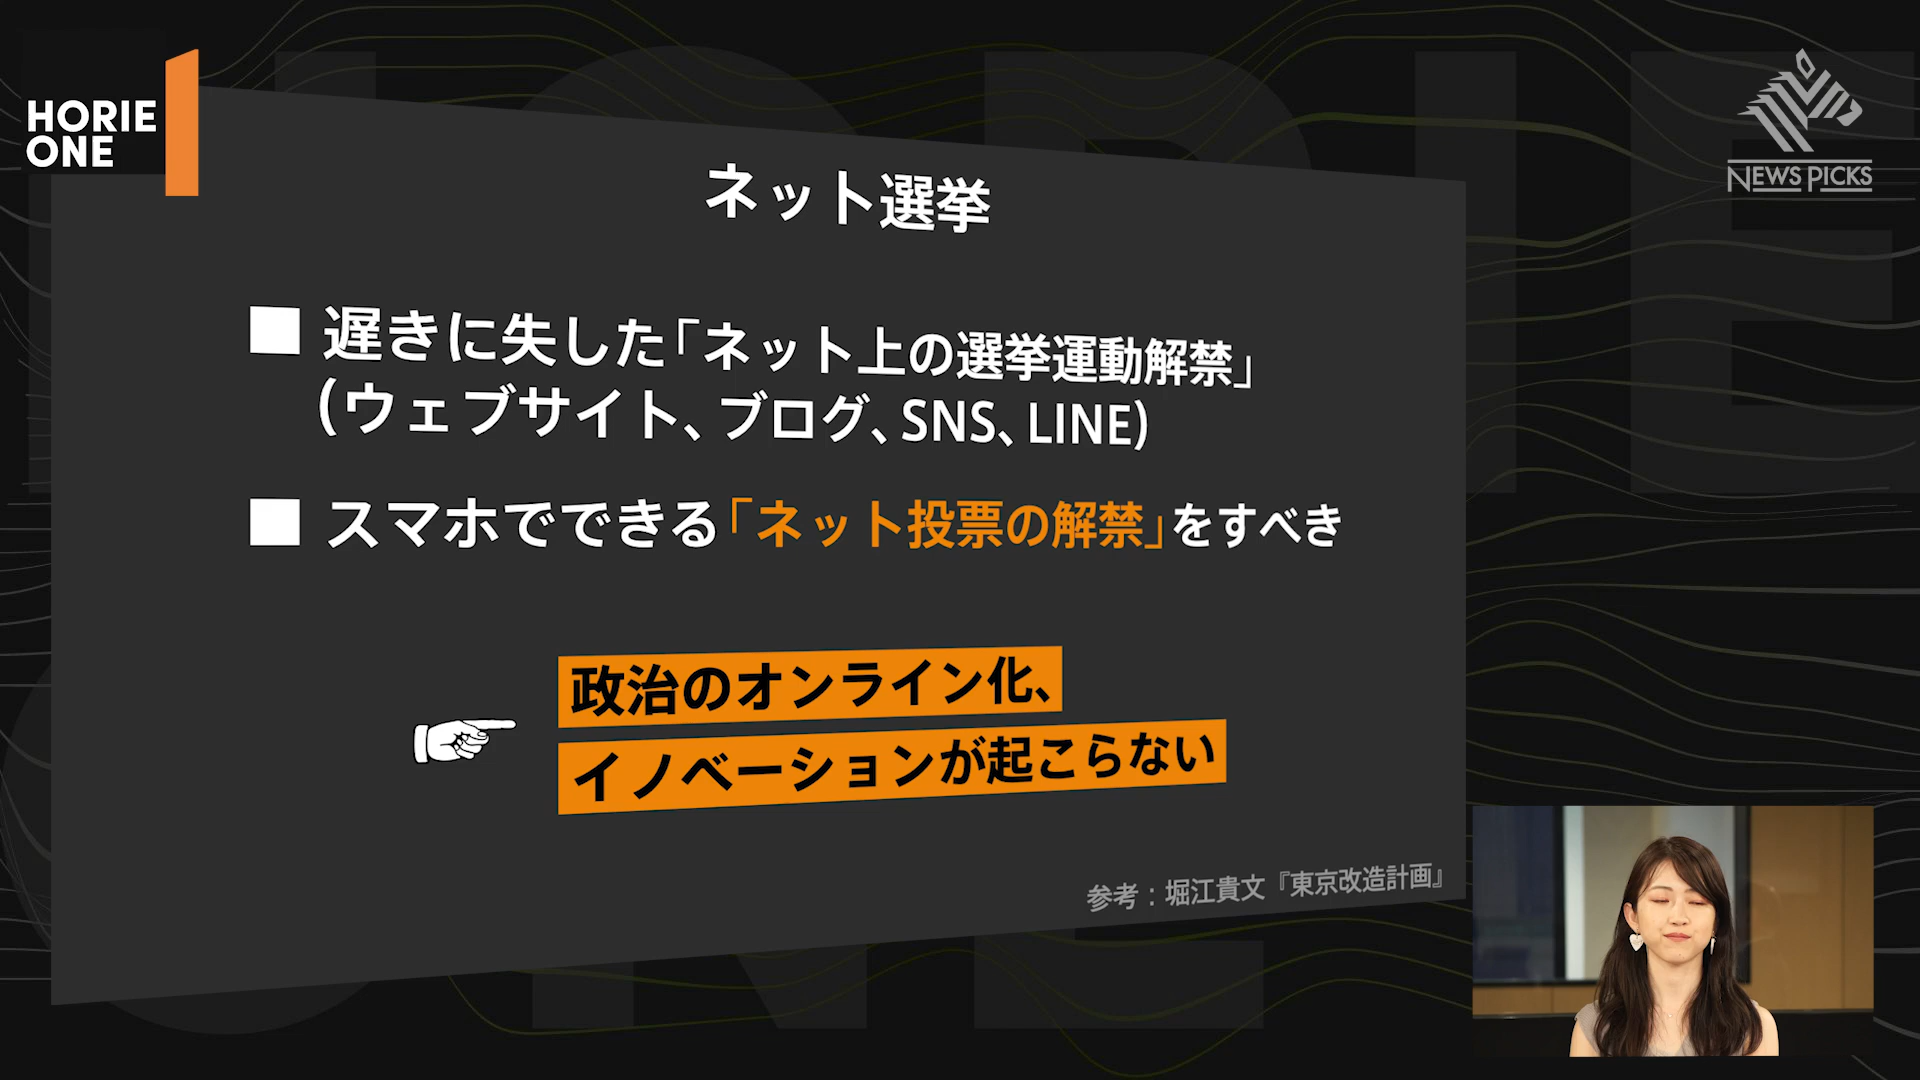 HORIE
ONE
NEWSPICKS
ネット選挙
■ 遅きに失した「ネット上の選挙運動解禁」
(ウェブサイト、ブログ、SNS、LINE)
■ スマホでできる「ネット投票の解禁」をすべき
政治のオンライン化、
イノベーションが起こらない
参考：堀江貴文『東京改造計画』